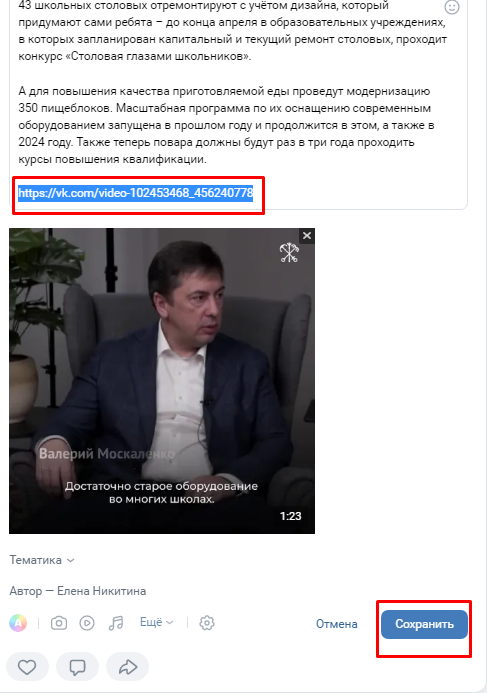 43 школьных столовых отремонтируют с учётом дизайна, который
придумают сами ребята – до конца апреля в образовательных учреждениях,
в которых запланирован капитальный и текущий ремонт столовых, проходит
конкурс «Столовая глазами школьников».
А для повышения качества приготовляемой еды проведут модернизацию
350 пищеблоков. Масштабная программа по их оснащению современным
оборудованием запущена в прошлом году и продолжится в этом, а также в
2024 году. Также теперь повара должны будут раз в три года проходить
курсы повышения квалификации.
https://vk.com/video-102453468_456240778
Валерий Москаленко
Достаточно старое оборудование
во многих школах.
1:23
Тематика
Автор — Елена Никитина
A
Ещё
Отмена
Сохранить